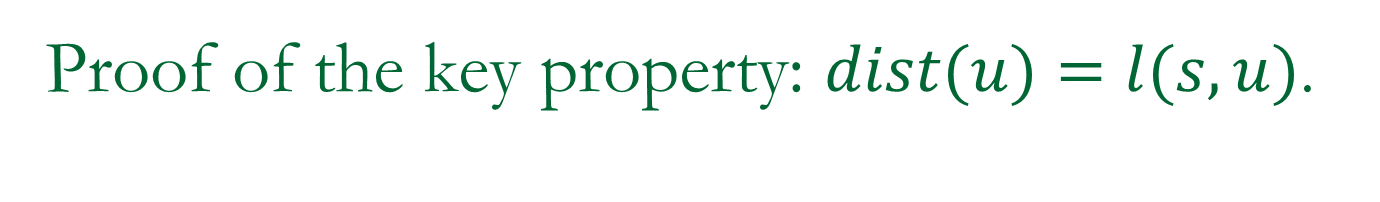 Proof of the key property: dist(u) = l(s, u).